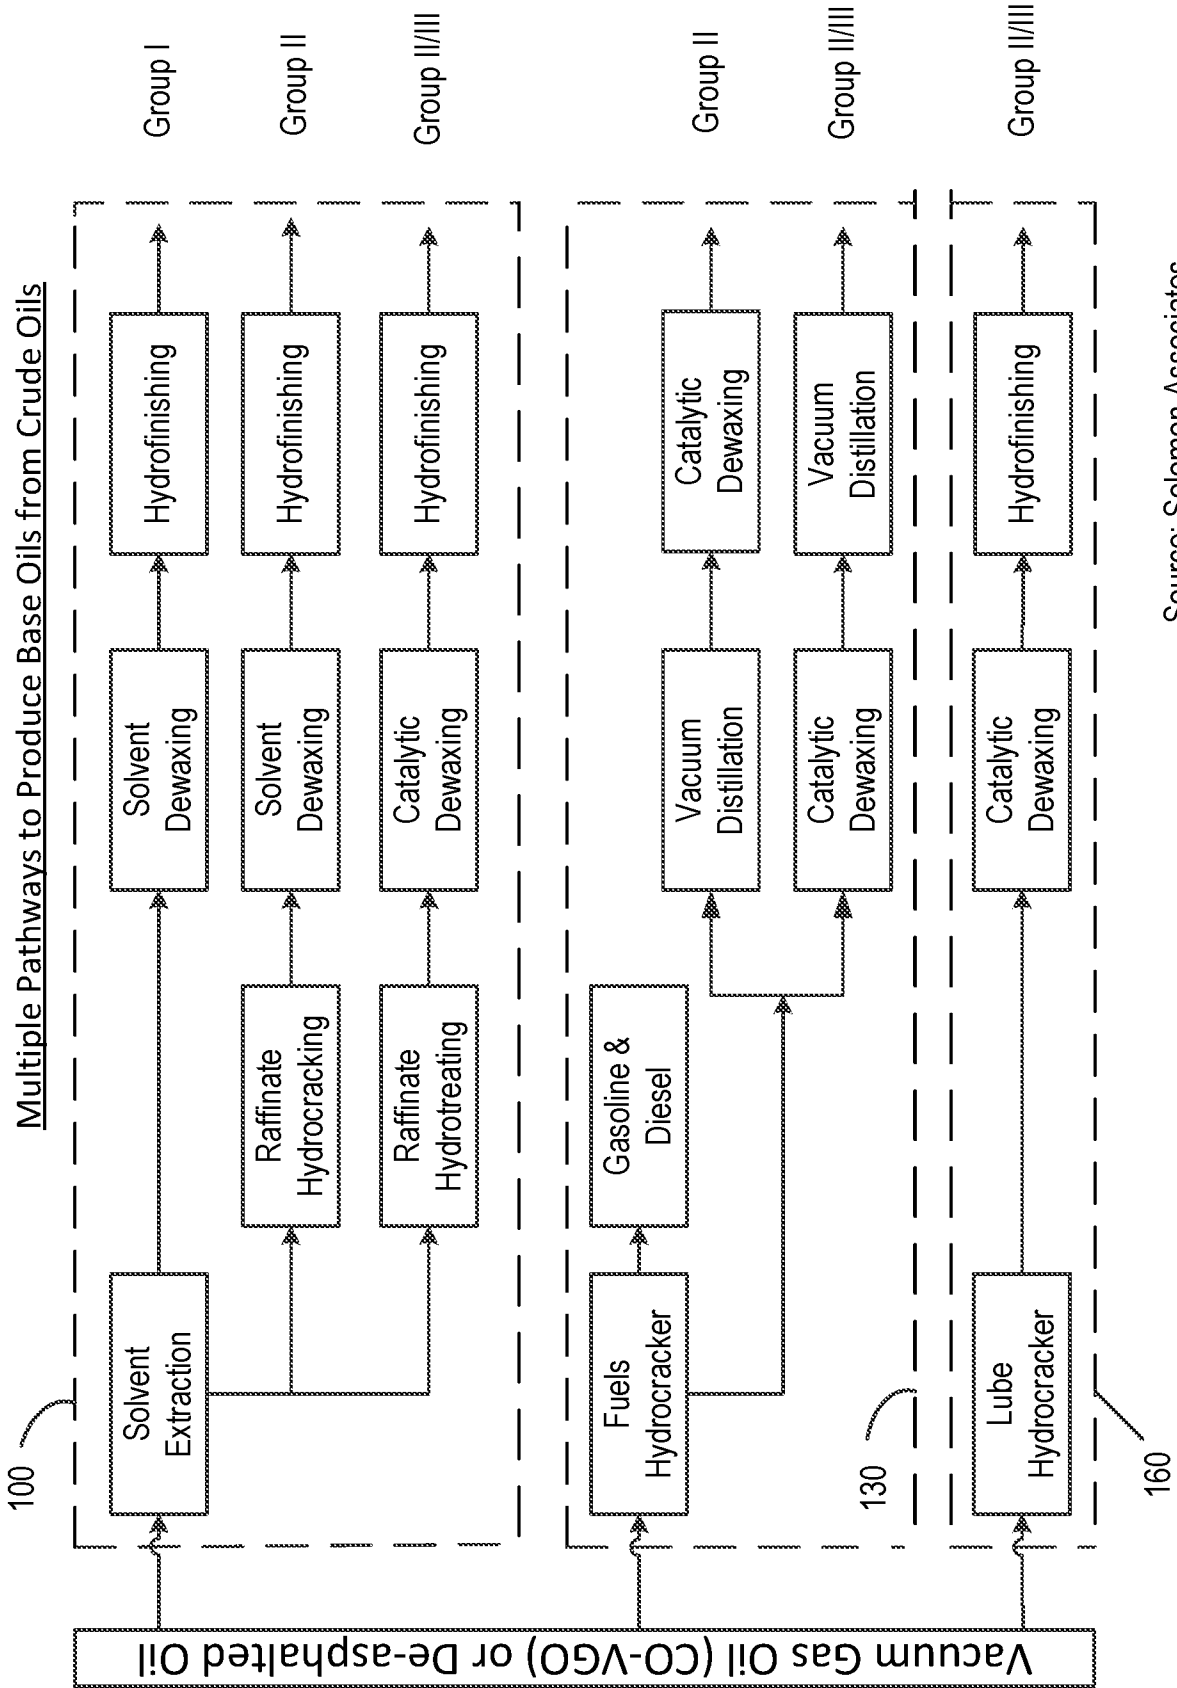 Multiple Pathways to Produce Base Oils from Crude Oils
100
Vacuum Gas Oil (CO-VGO) or De-asphalted Oil
Solvent
Extraction
Solvent
Dewaxing
Hydrofinishing
Group I
Raffinate
Hydrocracking
Solvent
Dewaxing
Hydrofinishing
Group II
Raffinate
Hydrotreating
Catalytic
Dewaxing
Hydrofinishing
Group II/III
Fuels
Hydrocracker
Gasoline &
Diesel
Vacuum
Distillation
Catalytic
Dewaxing
Group II
Catalytic
Dewaxing
Vacuum
Distillation
Group II/III
130
Lube
Hydrocracker
Catalytic
Dewaxing
Hydrofinishing
Group II/III
160
Source: Solomon Associates